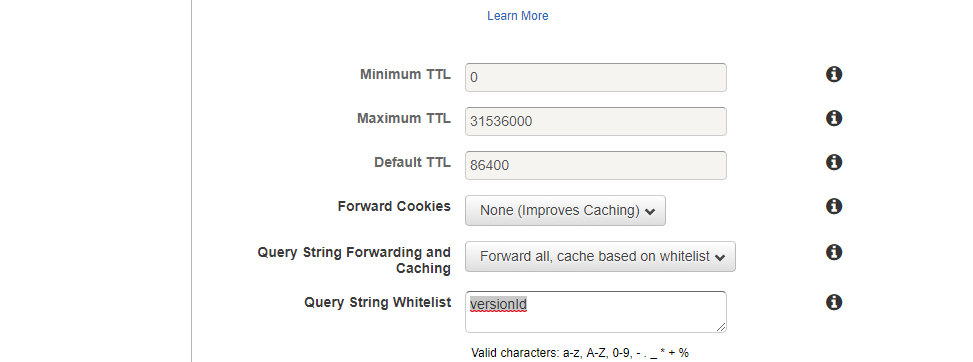 Learn More
Minimum TTL 0
Maximum TTL 31536000
Default TTL 86400
Forward Cookies None (Improves Caching)
Query String Forwarding and
Caching Forward all, cache based on whitelist
Query String Whitelist versionId
Valid characters: a-z, A-Z, 0-9, - . _ * + %